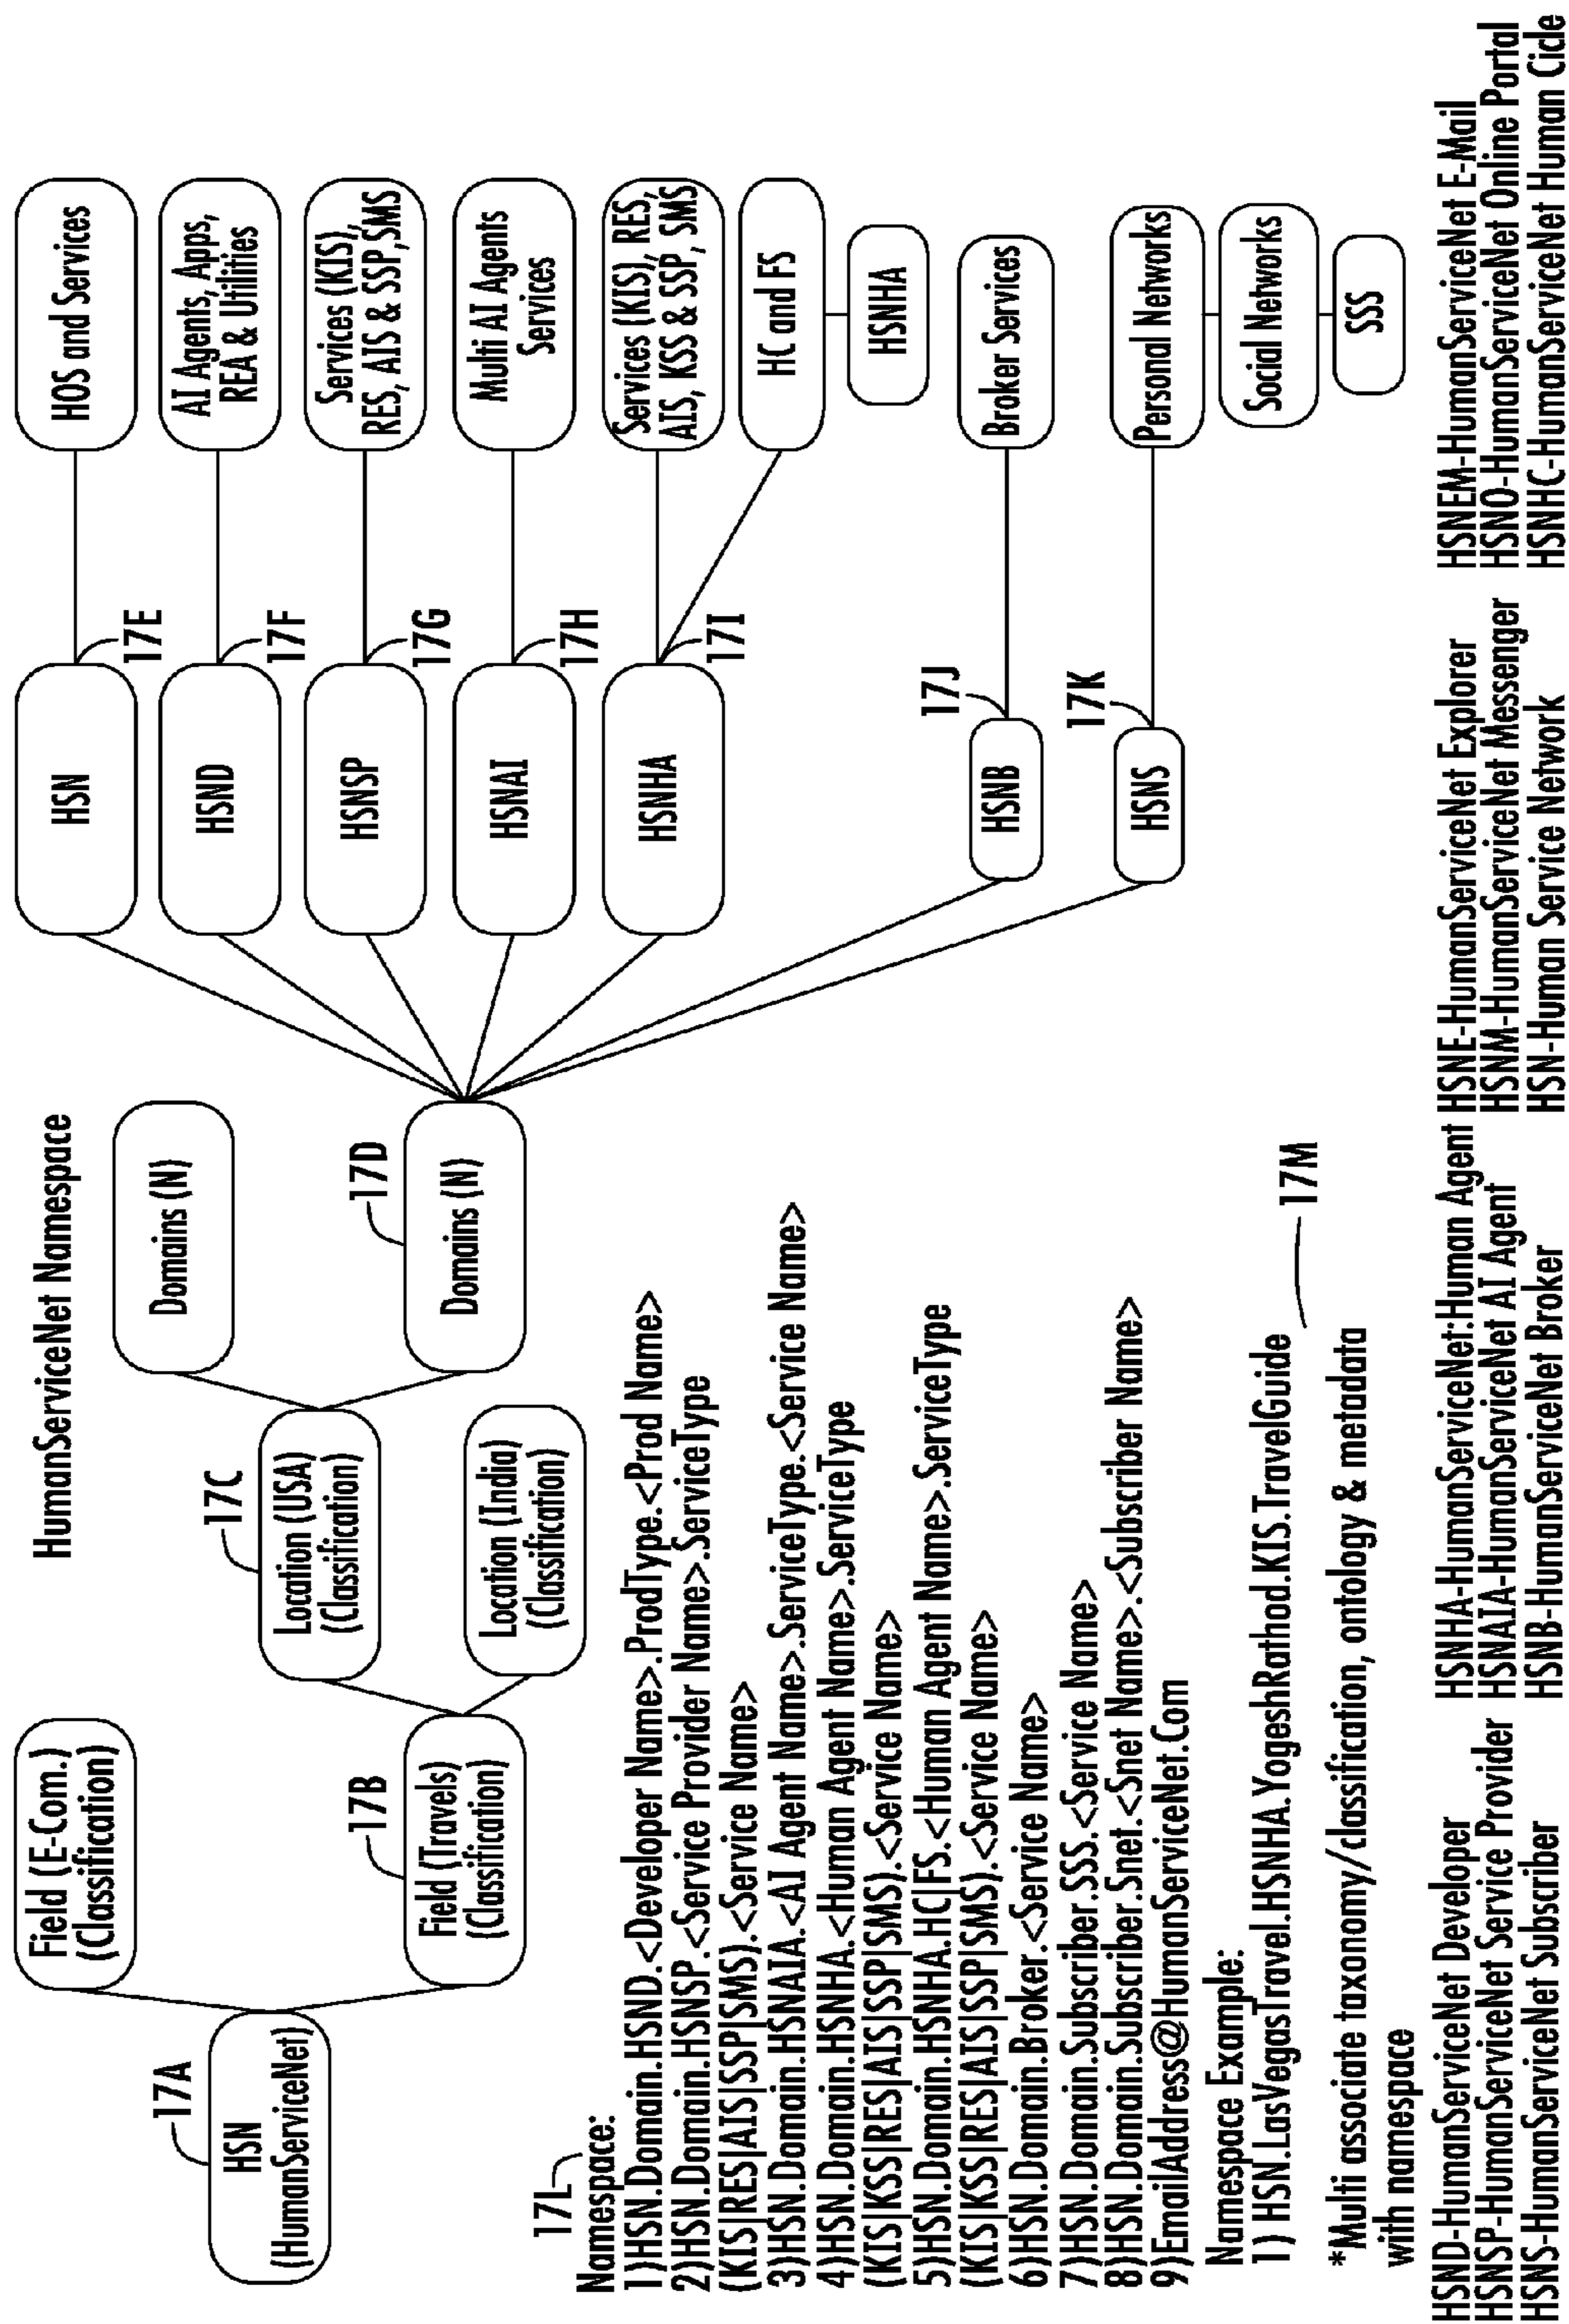 HumanServiceNet Namespace
17A
HSN
(HumanServiceNet)
Field (E-Com.)
(Classification)
17B
Field (Travels)
(Classification)
17C
Location (USA)
(Classification)
Location (India)
(Classification)
Domains (N)
17D
Domains (N)
HSN
17E
HOS and Services
HSND
17F
AI Agents, Apps,
REA & Utilities
HSNSP
17G
Services (KIS),
RES, AIS & SSP,SMS
HSNAI
17H
Multi AI Agents
Services
HSNHA
17I
Services (KIS), RES,
AIS, KSS & SSP, SMS
HC and FS
HSNHA
17J
HSNB
Broker Services
17K
HSNS
Personal Networks
Social Networks
SSS
17L
Namespace:
1)HSN.Domain.HSND.<Developer Name>.ProdType.<Prod Name>
2)HSN.Domain.HSNSP.<Service Provider Name>.ServiceType
(KIS|RES|AIS|SSP|SMS).<Service Name>
3)HSN.Domain.HSNAIA.<AI Agent Name>.ServiceType.<Service Name>
4)HSN.Domain.HSNHA.<Human Agent Name>.ServiceType
(KIS|KSS|RES|AIS|SSP|SMS).<Service Name>
5)HSN.Domain.HSNHA.HC|FS.<Human Agent Name>.ServiceType
(KIS|KSS|RES|AIS|SSP|SMS).<Service Name>
6)HSN.Domain.Broker.<Service Name>
7)HSN.Domain.Subscriber.SSS.<Service Name>
8)HSN.Domain.Subscriber.Snet.<Snet Name>.<Subscriber Name>
9)EmailAddress@HumanServiceNet.Com
Namespace Example:
1) HSN.LasVegasTravel.HSNHA.YogeshRathod.KIS.TravelGuide
17M
*Multi associate taxonomy/classification, ontology & metadata
with namespace
HSND-HumanServiceNet Developer
HSNSP-HumanServiceNet Service Provider
HSNS-HumanServiceNet Subscriber
HSNHA-HumanServiceNet:Human Agent
HSNAIA-HumanServiceNet AI Agent
HSNB-HumanServiceNet Broker
HSNE-HumanServiceNet Explorer
HSNM-HumanServiceNet Messenger
HSN-Human Service Network
HSNEM-HumanServiceNet E-Mail
HSNO-HumanServiceNet Online Portal
HSNHC-HumanServiceNet Human Cicle